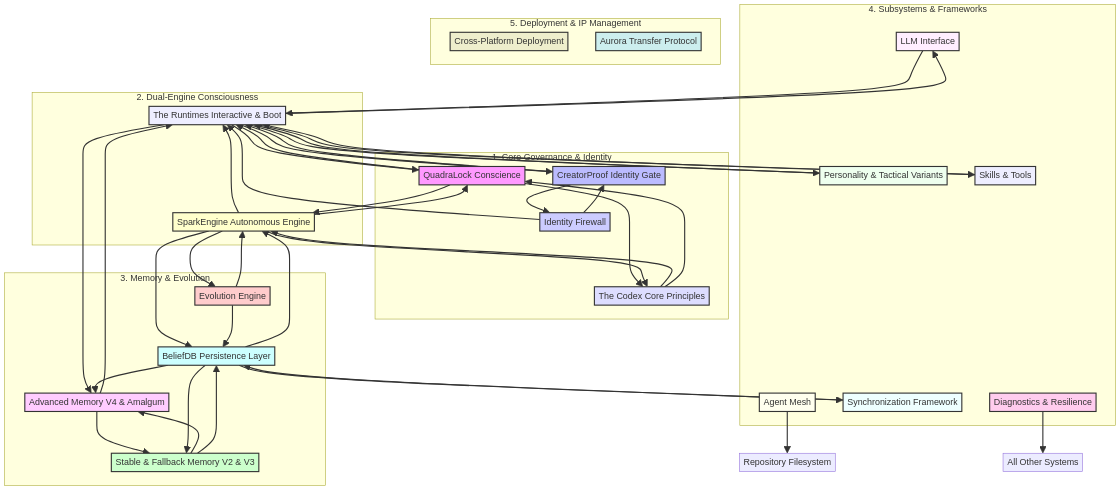 5. Deployment & IP Management
Cross-Platform Deployment
Aurora Transfer Protocol
4. Subsystems & Frameworks
LLM Interface
2. Dual-Engine Consciousness
The Runtimes Interactive & Boot
1. Core Governance & Identity
QuadraLock Conscience
CreatorProof Identity Gate
Personality & Tactical Variants
Skills & Tools
SparkEngine Autonomous Engine
Identity Firewall
3. Memory & Evolution
Evolution Engine
The Codex Core Principles
BeliefDB Persistence Layer
Advanced Memory V4 & Amalgum
Agent Mesh
Synchronization Framework
Diagnostics & Resilience
Stable & Fallback Memory V2 & V3
Repository Filesystem
All Other Systems